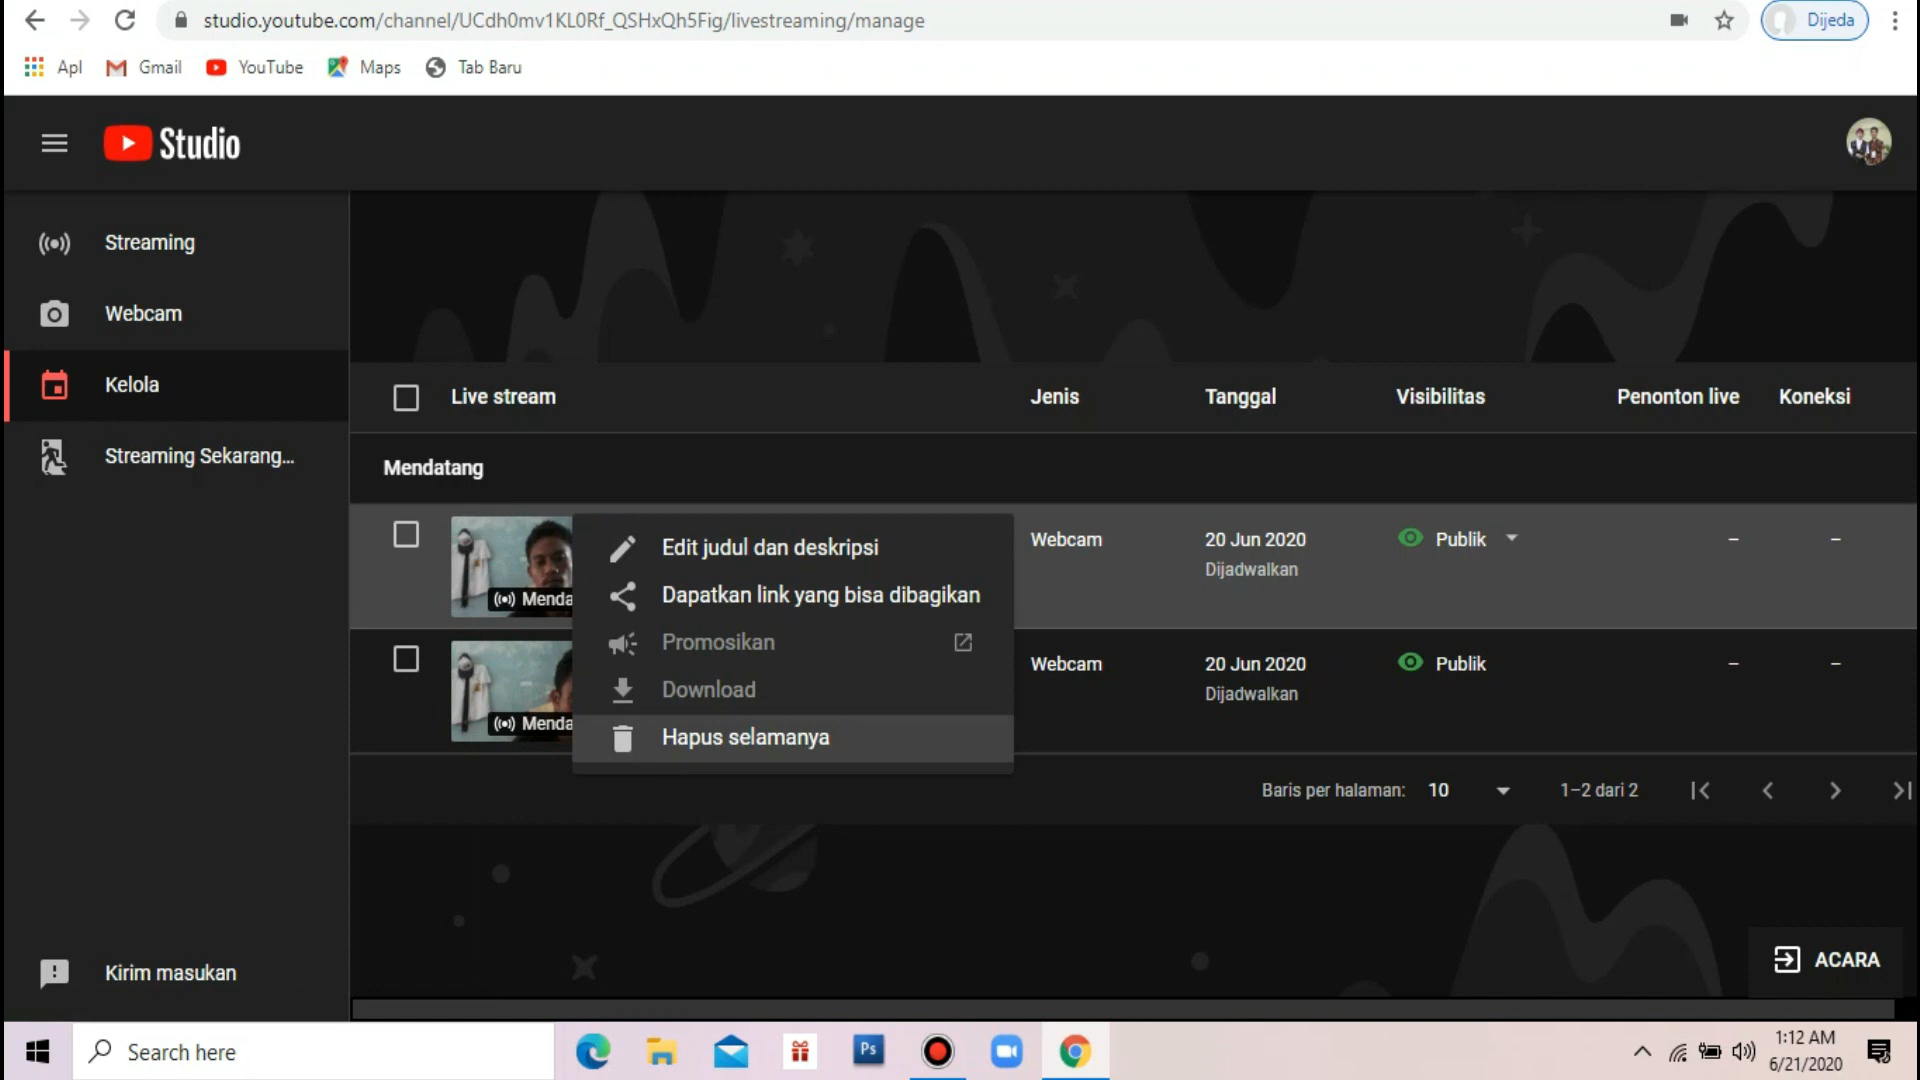 studio.youtube.com/channel/UCdh0mv1KL0Rf_QSHxQh5Fig/livestreaming/manage
Dijeda
Apl
Gmail
YouTube
Maps
Tab Baru
Studio
Streaming
Webcam
Kelola
Streaming Sekarang...
Kirim masukan
Live stream
Jenis
Tanggal
Visibilitas
Penonton live
Koneksi
Mendatang
Menda
Webcam
20 Jun 2020
Dijadwalkan
Publik
–
–
Edit judul dan deskripsi
Dapatkan link yang bisa dibagikan
Promosikan
Download
Hapus selamanya
Menda
Webcam
20 Jun 2020
Dijadwalkan
Publik
–
–
Baris per halaman: 10
1–2 dari 2
ACARA
Search here
Ps
1:12 AM
6/21/2020